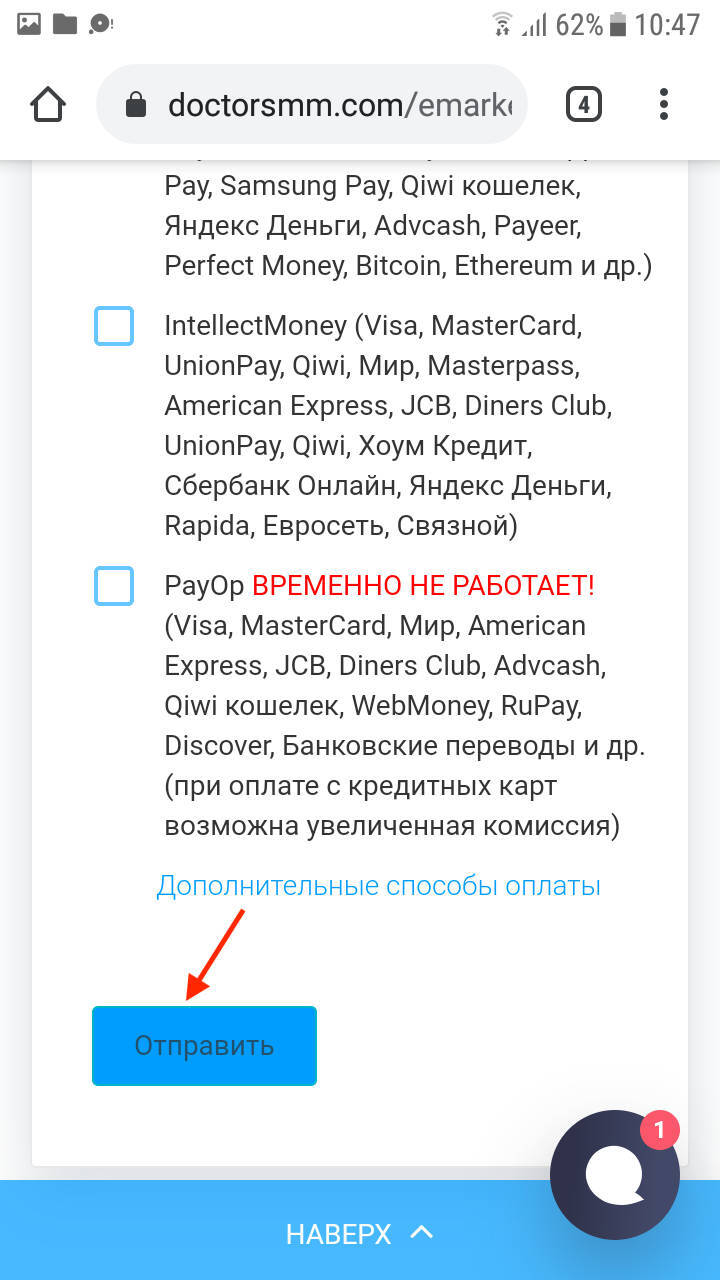 62% 10:47
doctorsmm.com/emark
4
Pay, Samsung Pay, Qiwi кошелек,
Яндекс Деньги, Advcash, Payeer,
Perfect Money, Bitcoin, Ethereum и др.)
IntellectMoney (Visa, MasterCard,
UnionPay, Qiwi, Мир, Masterpass,
American Express, JCB, Diners Club,
UnionPay, Qiwi, Хоум Кредит,
Сбербанк Онлайн, Яндекс Деньги,
Rapida, Евросеть, Связной)
PayOp ВРЕМЕННО НЕ РАБОТАЕТ!
(Visa, MasterCard, Мир, American
Express, JCB, Diners Club, Advcash,
Qiwi кошелек, WebMoney, RuPay,
Discover, Банковские переводы и др.
(при оплате с кредитных карт
возможна увеличенная комиссия)
Дополнительные способы оплаты
Отправить
1
НАВЕРХ